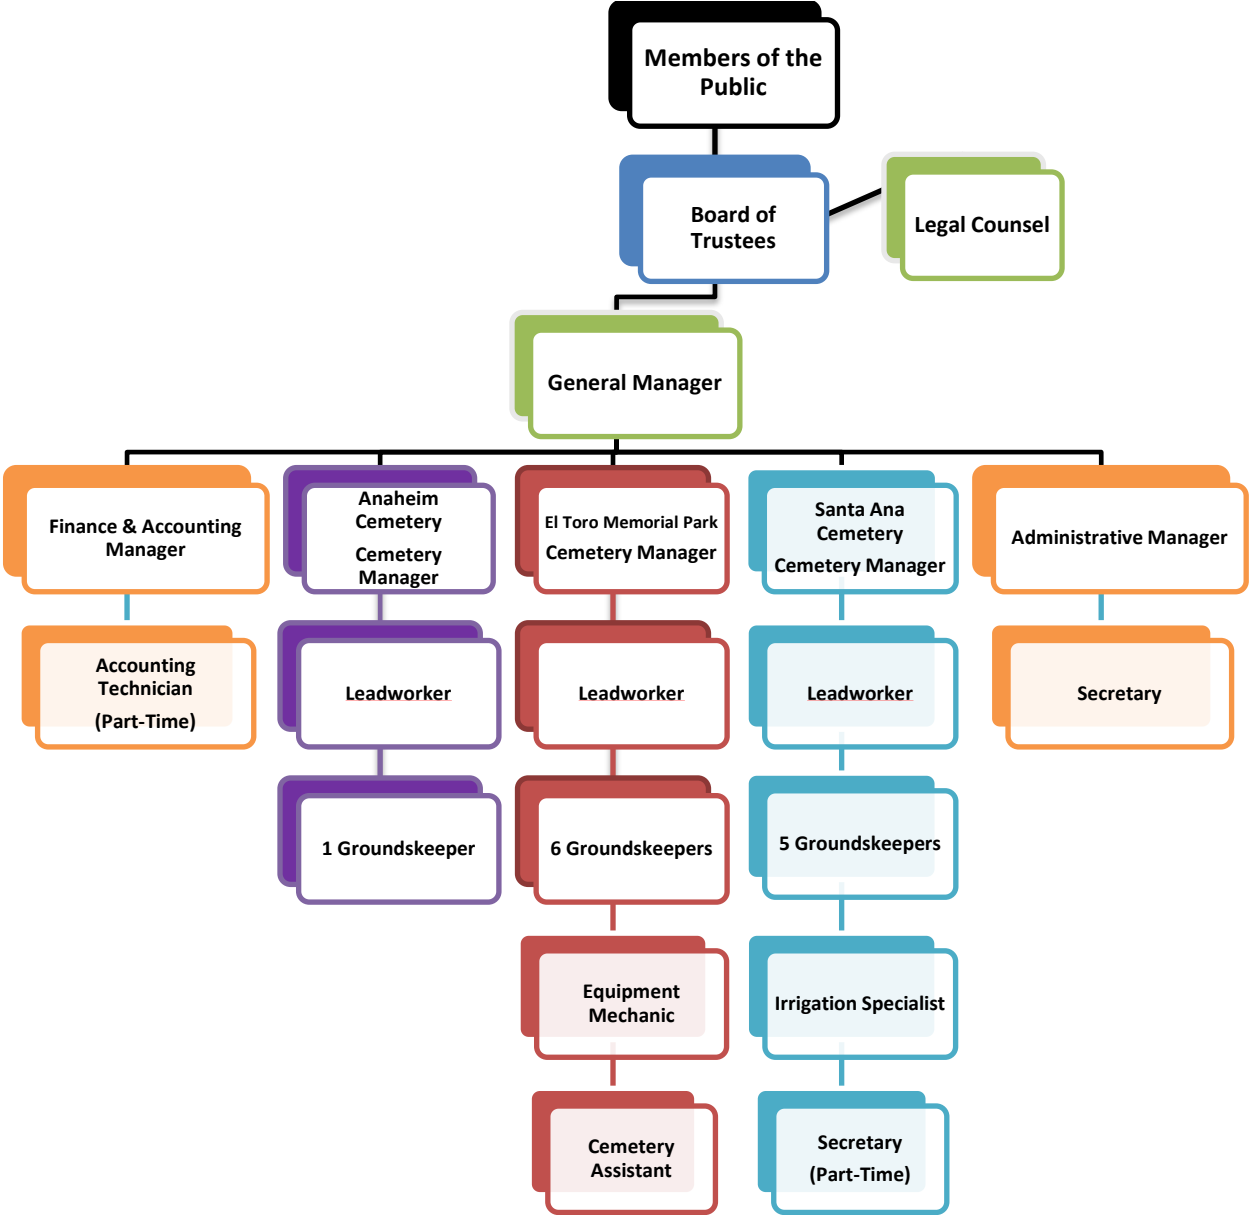 Members of the
Public
Board of
Trustees
Legal Counsel
General Manager
Finance & Accounting
Manager
Anaheim
Cemetery
Cemetery
Manager
El Toro Memorial Park
Cemetery Manager
Santa Ana
Cemetery
Cemetery Manager
Administrative Manager
Accounting
Technician
(Part-Time)
Leadworker
Leadworker
Leadworker
Secretary
1 Groundskeeper
6 Groundskeepers
5 Groundskeepers
Equipment
Mechanic
Irrigation Specialist
Cemetery
Assistant
Secretary
(Part-Time)